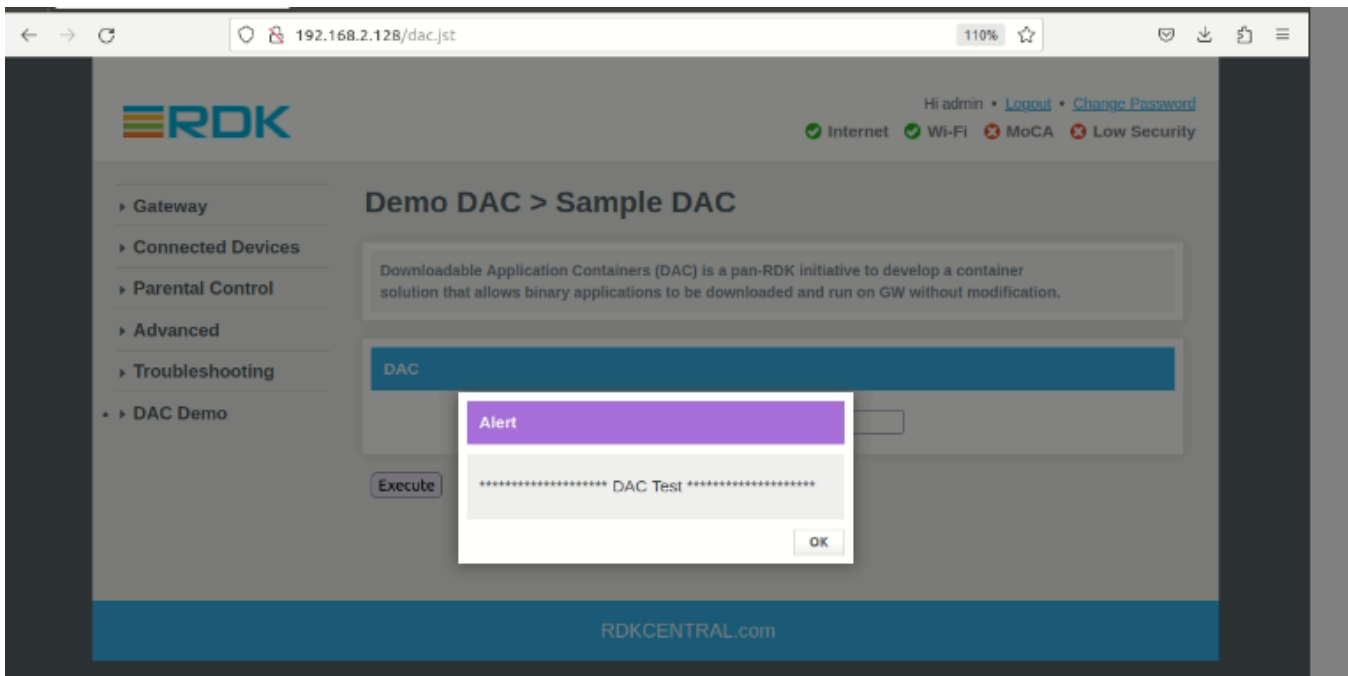 192.168.2.128/dac.jst
110%
RDK
Hi admin • Logout • Change Password
Internet Wi-Fi MoCA Low Security
Gateway
Connected Devices
Parental Control
Advanced
Troubleshooting
DAC Demo
Demo DAC > Sample DAC
Downloadable Application Containers (DAC) is a pan-RDK initiative to develop a container
solution that allows binary applications to be downloaded and run on GW without modification.
DAC
Alert
******************** DAC Test ********************
OK
Execute
RDKCENTRAL.com